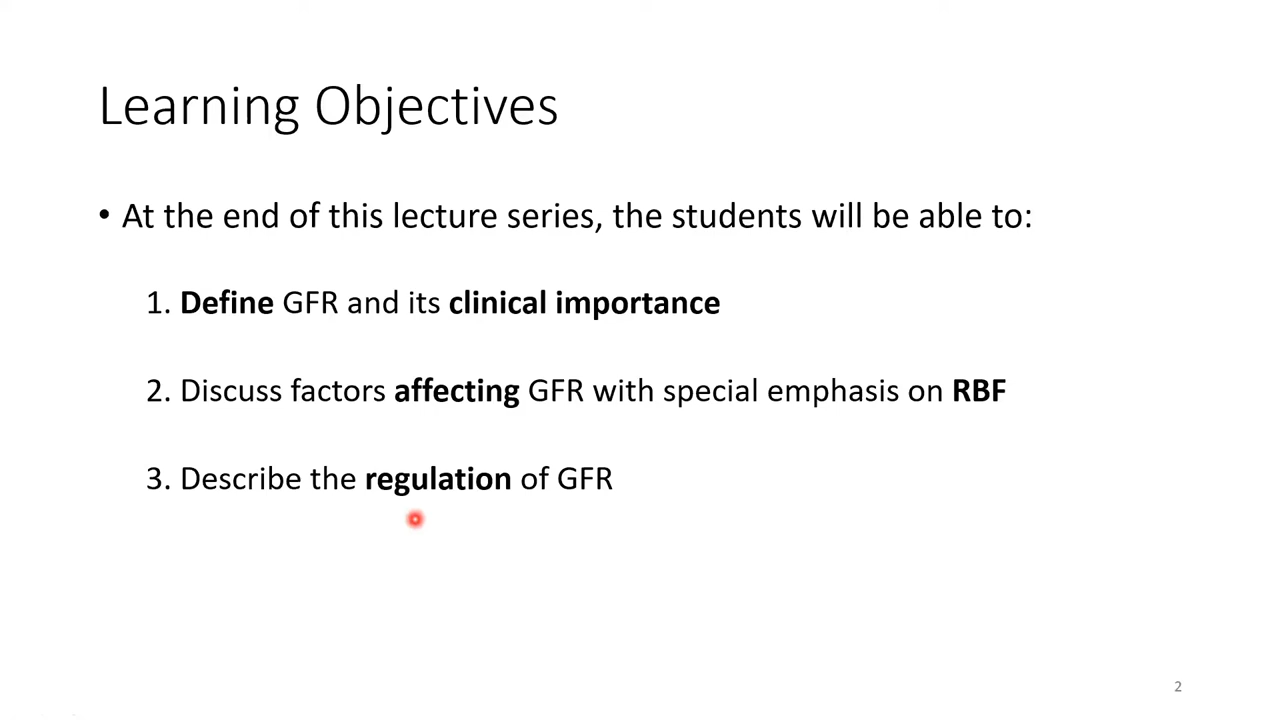 Learning Objectives
• At the end of this lecture series, the students will be able to:
1. Define GFR and its clinical importance
2. Discuss factors affecting GFR with special emphasis on RBF
3. Describe the regulation of GFR
2